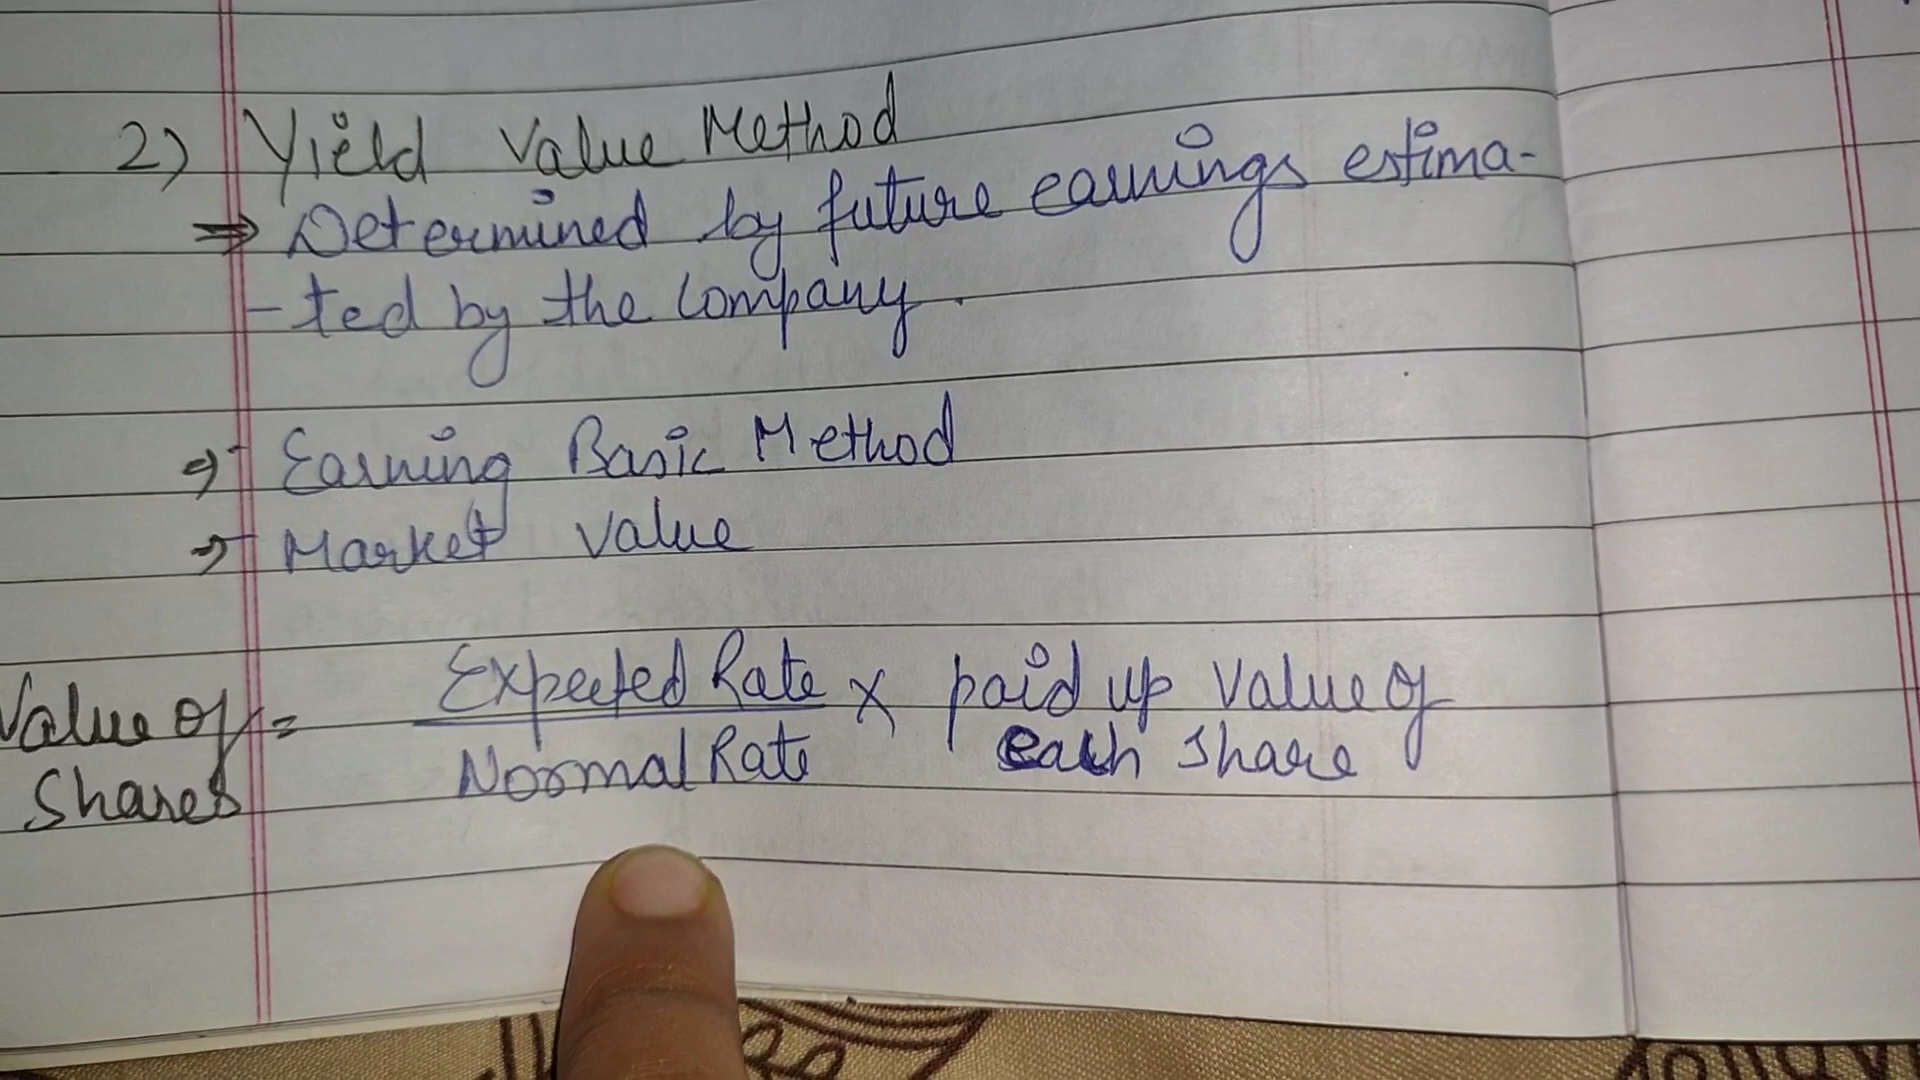 2) Yield Value Method
⇒ Determined by future earnings estima-
-ted by the Company.
⇒ Earning Basic Method
⇒ Market Value
Value of Shares = Expected Rate / Normal Rate × paid up Value of each share